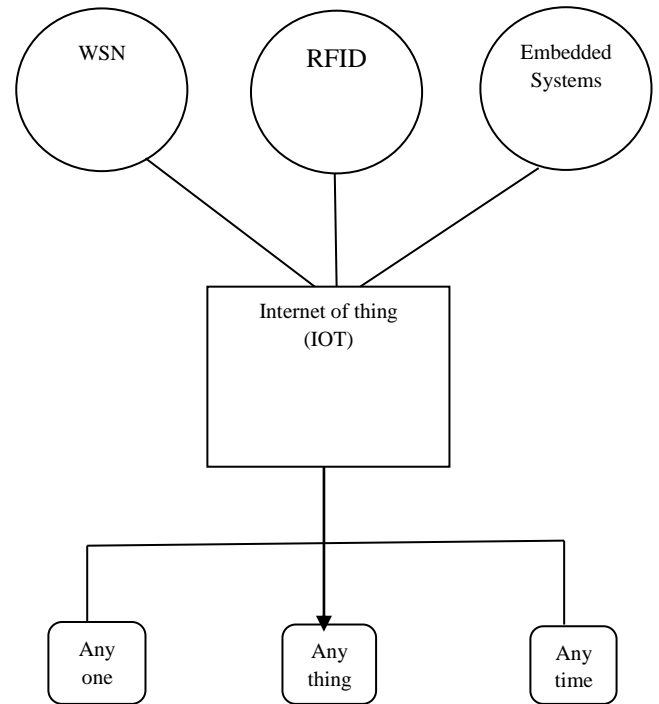 WSN
RFID
Embedded
Systems
Internet of thing
(IOT)
Any
one
Any
thing
Any
time